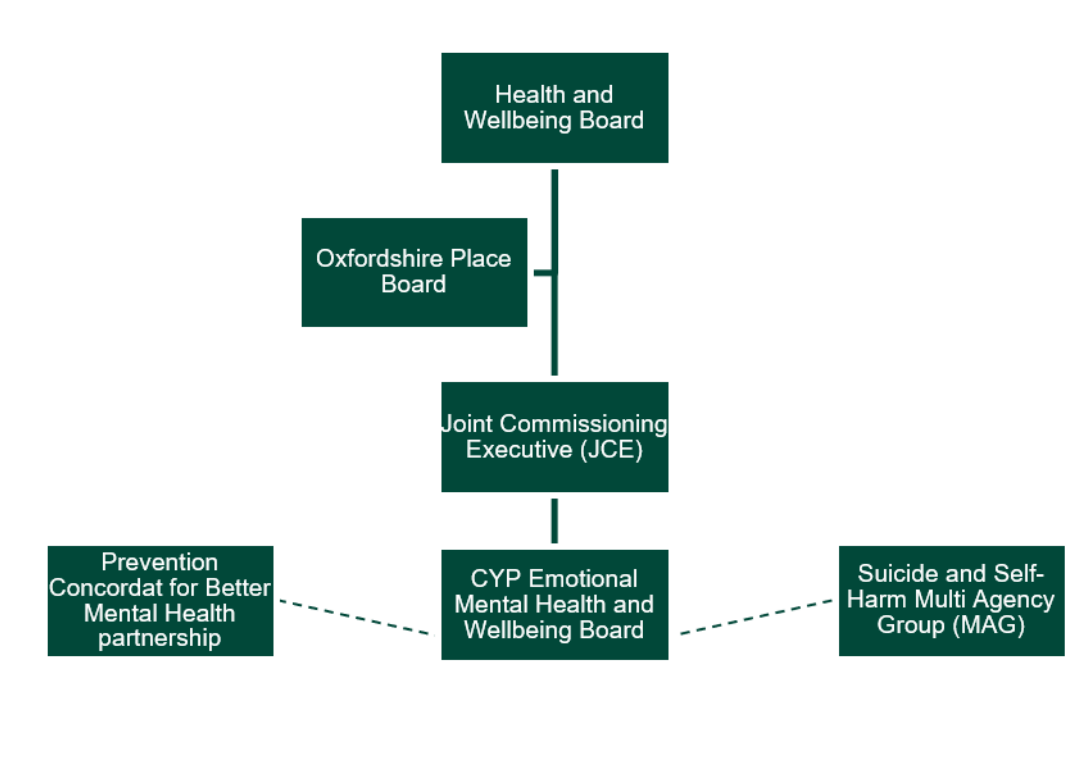 Health and
Wellbeing Board
Oxfordshire Place
Board
Joint Commissioning
Executive (JCE)
Prevention
Concordat for Better
Mental Health
partnership
CYP Emotional
Mental Health and
Wellbeing Board
Suicide and Self-
Harm Multi Agency
Group (MAG)